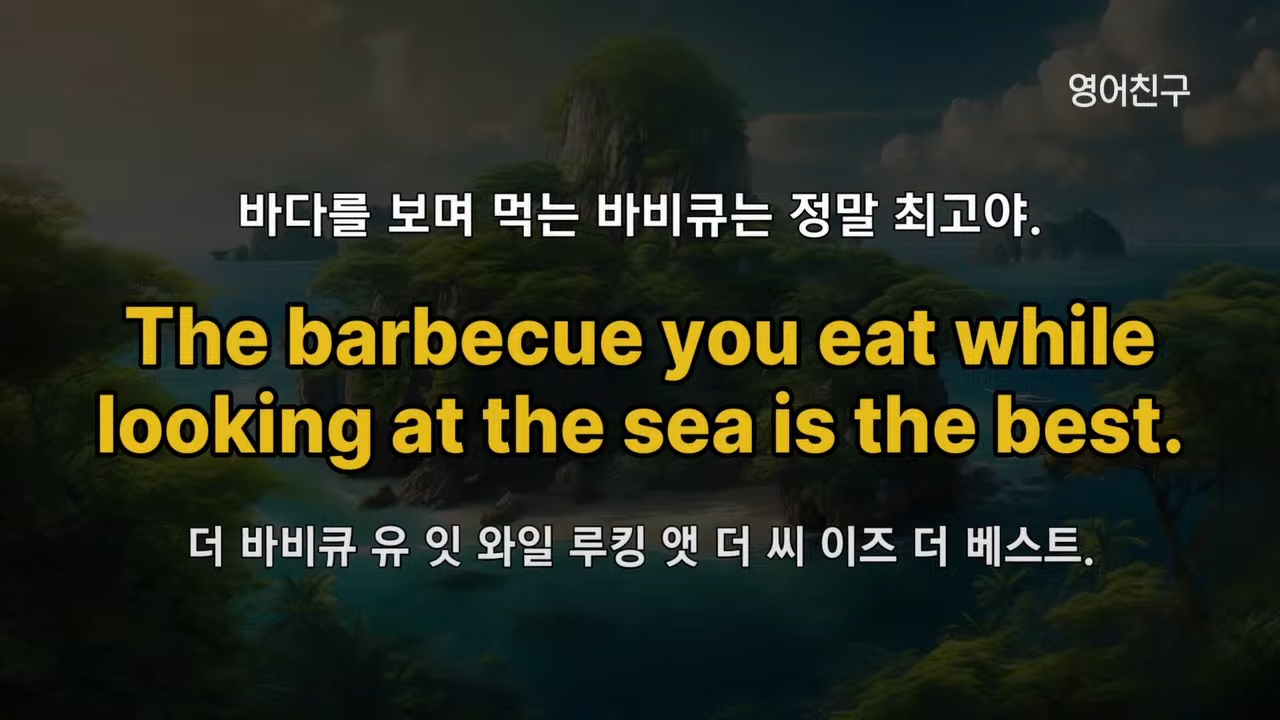 영어친구
바다를 보며 먹는 바비큐는 정말 최고야.
The barbecue you eat while
looking at the sea is the best.
더 바비큐 유 잇 와일 루킹 앳 더 씨 이즈 더 베스트.